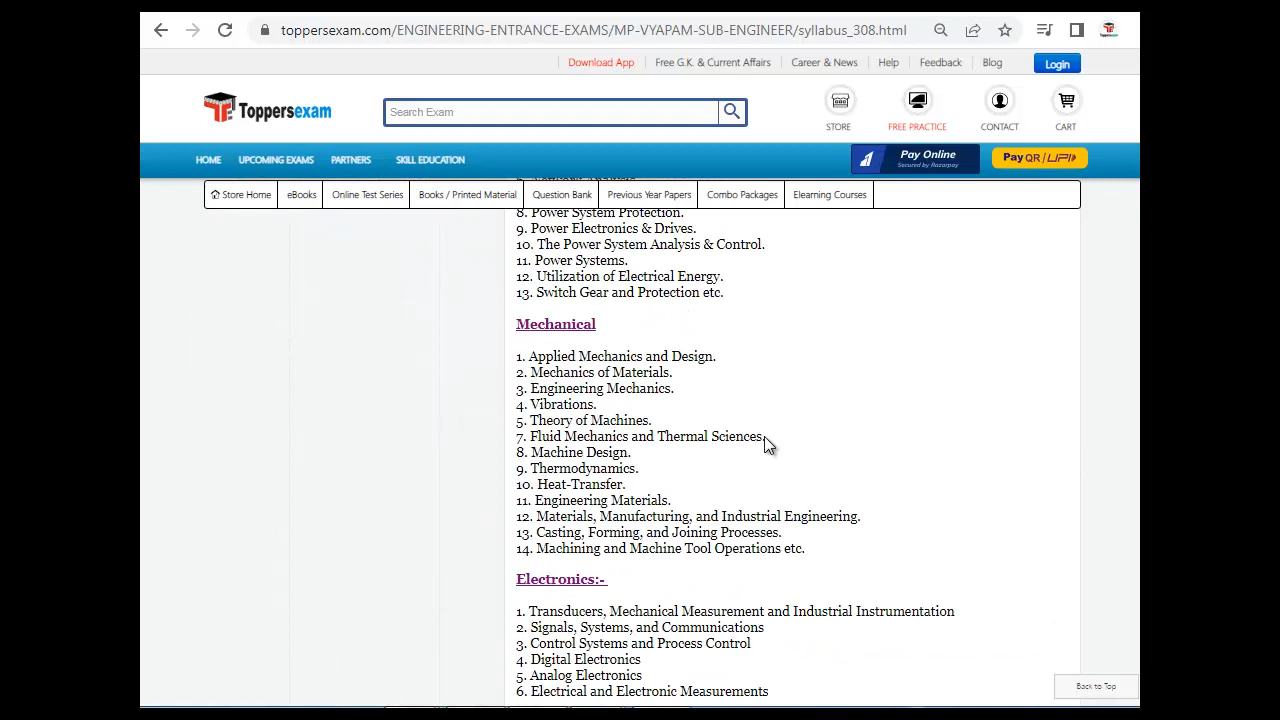 toppersexam.com/ENGINEERING-ENTRANCE-EXAMS/MP-VYAPAM-SUB-ENGINEER/syllabus_308.html
Download App Free G.K. & Current Affairs Career & News Help Feedback Blog Login
Toppersexam
Search Exam
STORE FREE PRACTICE CONTACT CART
HOME UPCOMING EXAMS PARTNERS SKILL EDUCATION
Pay Online
Secured by Razorpay
Pay QR / UPI
Store Home eBooks Online Test Series Books / Printed Material Question Bank Previous Year Papers Combo Packages Elearning Courses
8. Power System Protection.
9. Power Electronics & Drives.
10. The Power System Analysis & Control.
11. Power Systems.
12. Utilization of Electrical Energy.
13. Switch Gear and Protection etc.
Mechanical
1. Applied Mechanics and Design.
2. Mechanics of Materials.
3. Engineering Mechanics.
4. Vibrations.
5. Theory of Machines.
7. Fluid Mechanics and Thermal Sciences.
8. Machine Design.
9. Thermodynamics.
10. Heat-Transfer.
11. Engineering Materials.
12. Materials, Manufacturing, and Industrial Engineering.
13. Casting, Forming, and Joining Processes.
14. Machining and Machine Tool Operations etc.
Electronics:-
1. Transducers, Mechanical Measurement and Industrial Instrumentation
2. Signals, Systems, and Communications
3. Control Systems and Process Control
4. Digital Electronics
5. Analog Electronics
6. Electrical and Electronic Measurements
Back to Top